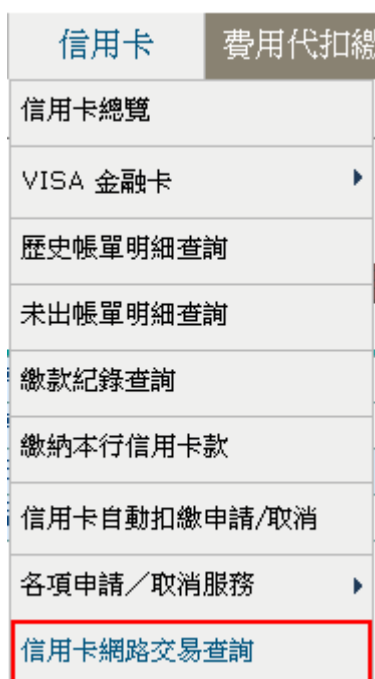 信用卡 費用代扣繳
信用卡總覽
VISA 金融卡
歷史帳單明細查詢
未出帳單明細查詢
繳款紀錄查詢
繳納本行信用卡款
信用卡自動扣繳申請/取消
各項申請／取消服務
信用卡網路交易查詢